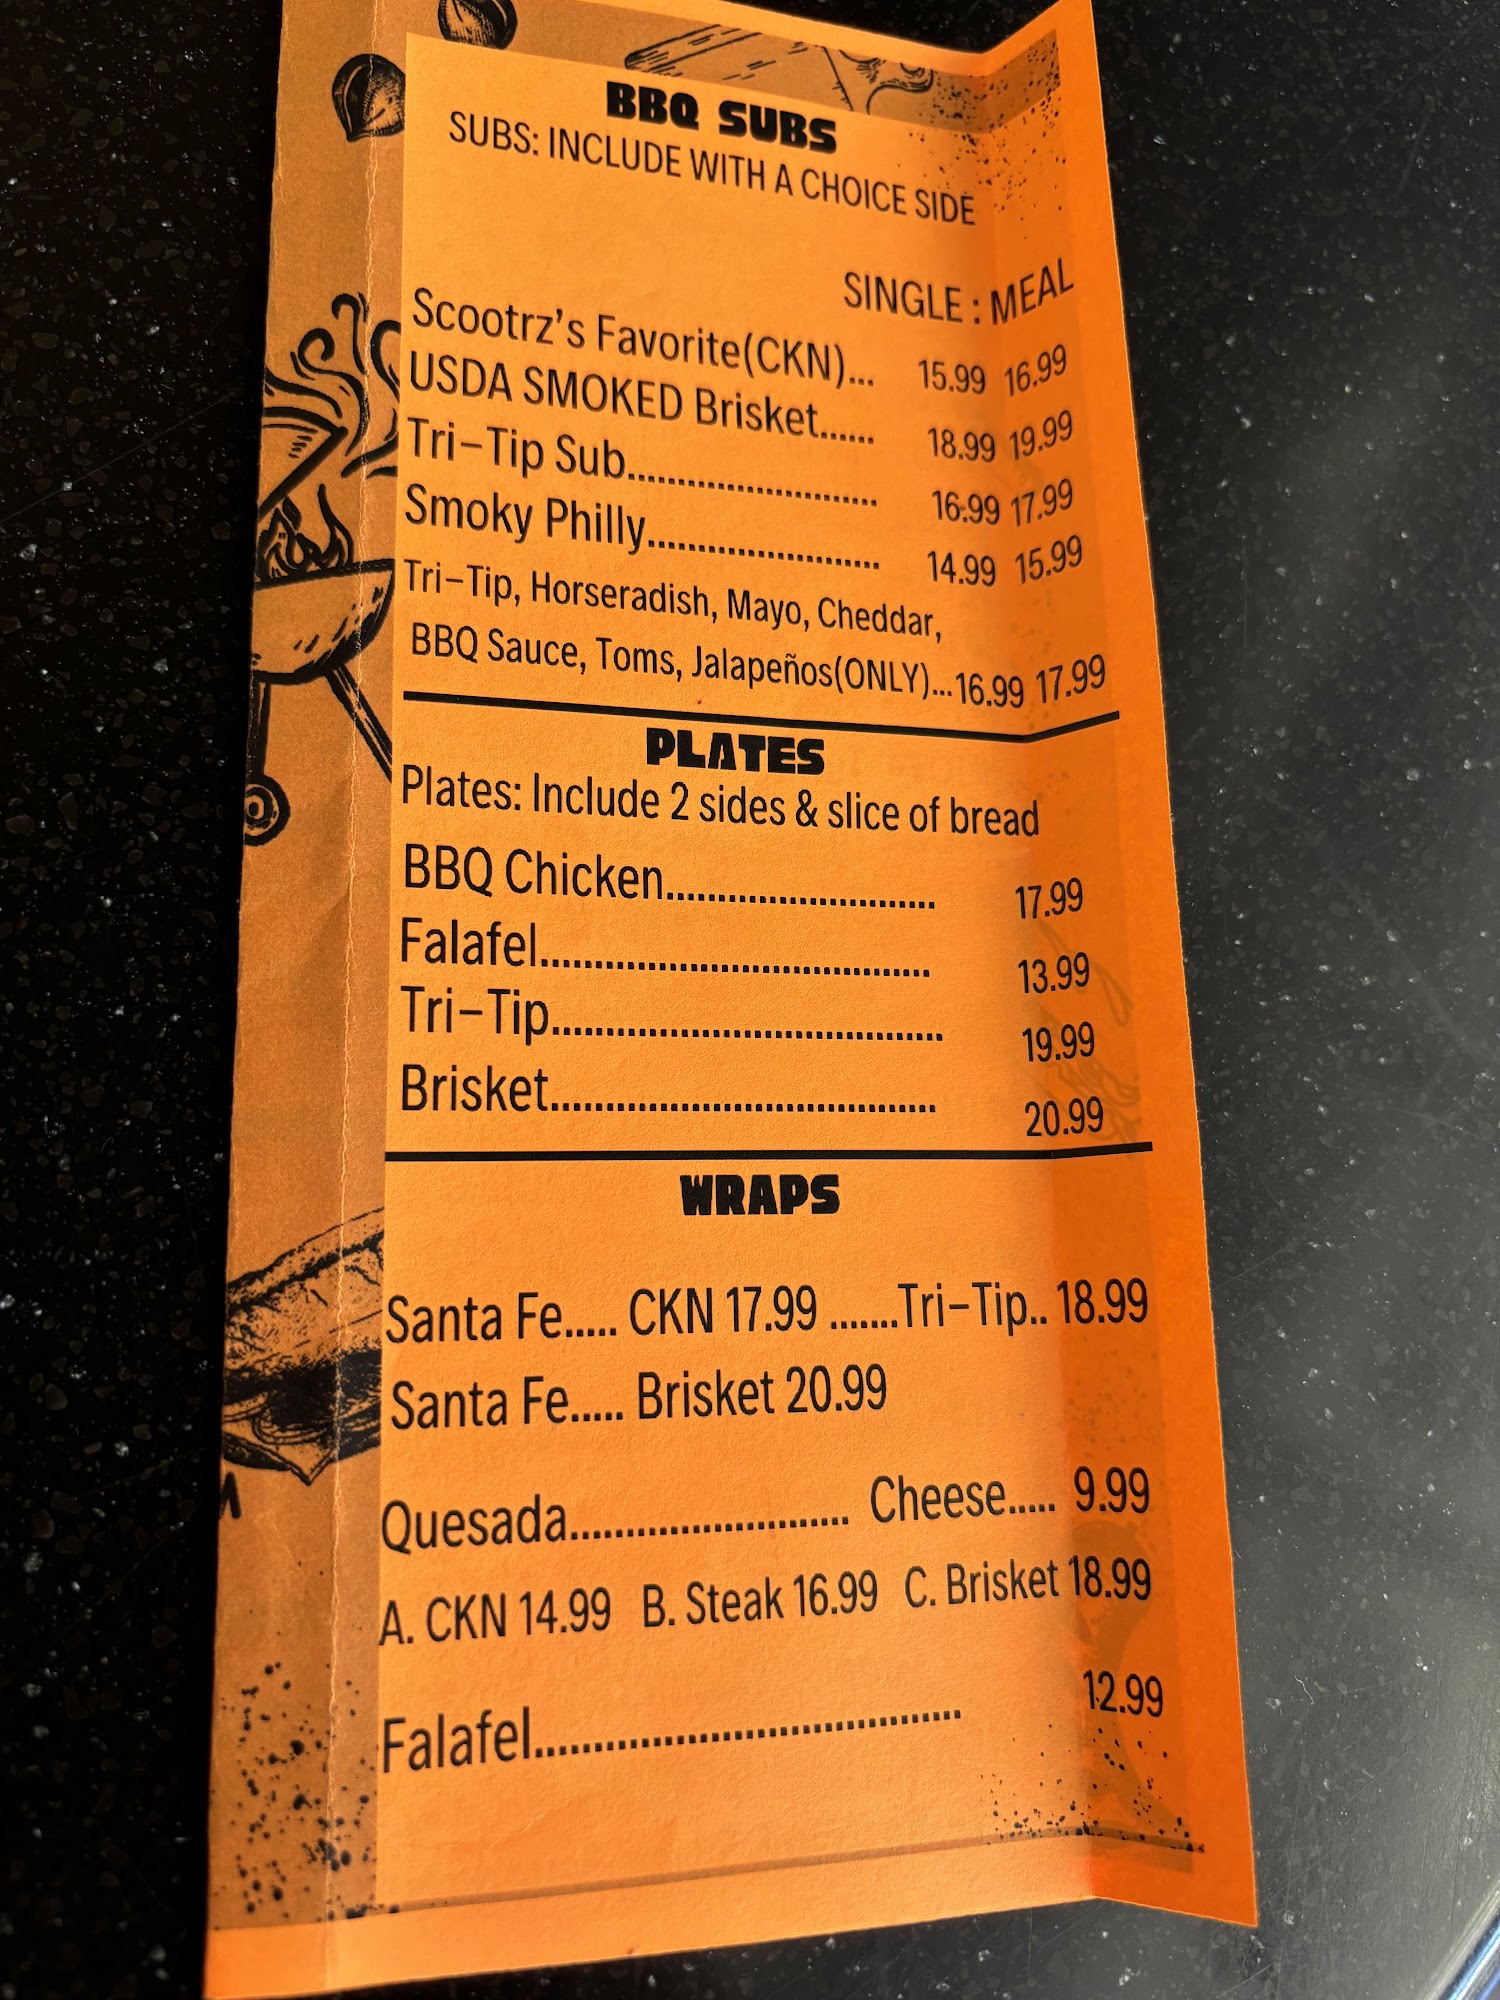 BBQ SUBS
SUBS: INCLUDE WITH A CHOICE SIDE
SINGLE : MEAL
Scootrz's Favorite(CKN)... 15.99 16.99
USDA SMOKED Brisket...... 18.99 19.99
Tri-Tip Sub......................... 16.99 17.99
Smoky Philly....................... 14.99 15.99
Tri-Tip, Horseradish, Mayo, Cheddar,
BBQ Sauce, Toms, Jalapeños(ONLY)...16.99 17.99
PLATES
Plates: Include 2 sides & slice of bread
BBQ Chicken.......................... 17.99
Falafel..................................... 13.99
Tri-Tip..................................... 19.99
Brisket..................................... 20.99
WRAPS
Santa Fe..... CKN 17.99 .......Tri-Tip.. 18.99
Santa Fe..... Brisket 20.99
Quesada.......................... Cheese..... 9.99
A. CKN 14.99 B. Steak 16.99 C. Brisket 18.99
Falafel.................................... 12.99